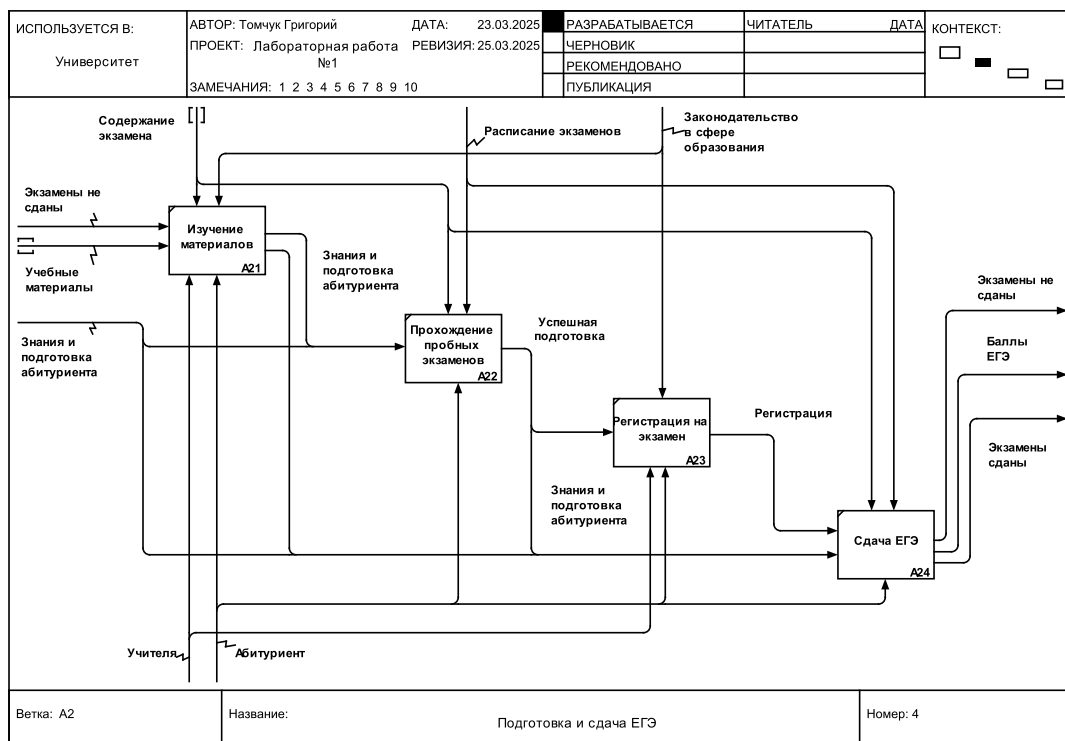 ИСПОЛЬЗУЕТСЯ В:
Университет
АВТОР: Томчук Григорий
ДАТА: 23.03.2025
ПРОЕКТ: Лабораторная работа
№1
РЕВИЗИЯ: 25.03.2025
ЗАМЕЧАНИЯ: 1 2 3 4 5 6 7 8 9 10
РАЗРАБАТЫВАЕТСЯ
ЧЕРНОВИК
РЕКОМЕНДОВАНО
ПУБЛИКАЦИЯ
ЧИТАТЕЛЬ
ДАТА
КОНТЕКСТ:
Содержание
экзамена
Расписание экзаменов
Законодательство
в сфере
образования
Экзамены не
сданы
Учебные
материалы
Изучение
материалов
A21
Знания и
подготовка
абитуриента
Знания и
подготовка
абитуриента
Прохождение
пробных
экзаменов
A22
Успешная
подготовка
Регистрация на
экзамен
A23
Регистрация
Знания и
подготовка
абитуриента
Сдача ЕГЭ
A24
Экзамены не
сданы
Баллы
ЕГЭ
Экзамены
сданы
Учителя
Абитуриент
Ветка: A2
Название:
Подготовка и сдача ЕГЭ
Номер: 4